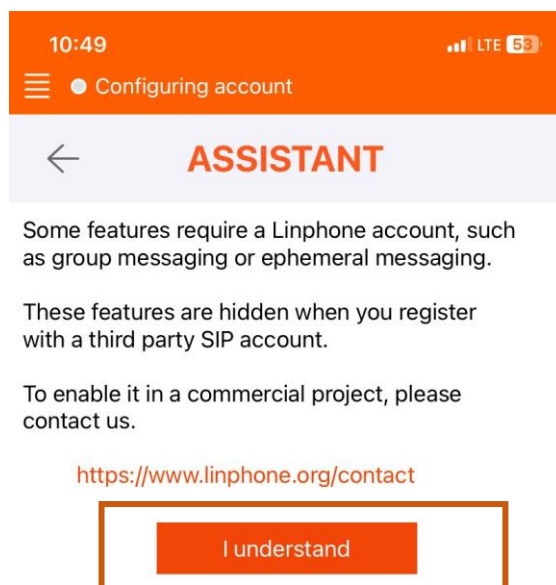 10:49
LTE 53
Configuring account
ASSISTANT
Some features require a Linphone account, such
as group messaging or ephemeral messaging.
These features are hidden when you register
with a third party SIP account.
To enable it in a commercial project, please
contact us.
https://www.linphone.org/contact
I understand